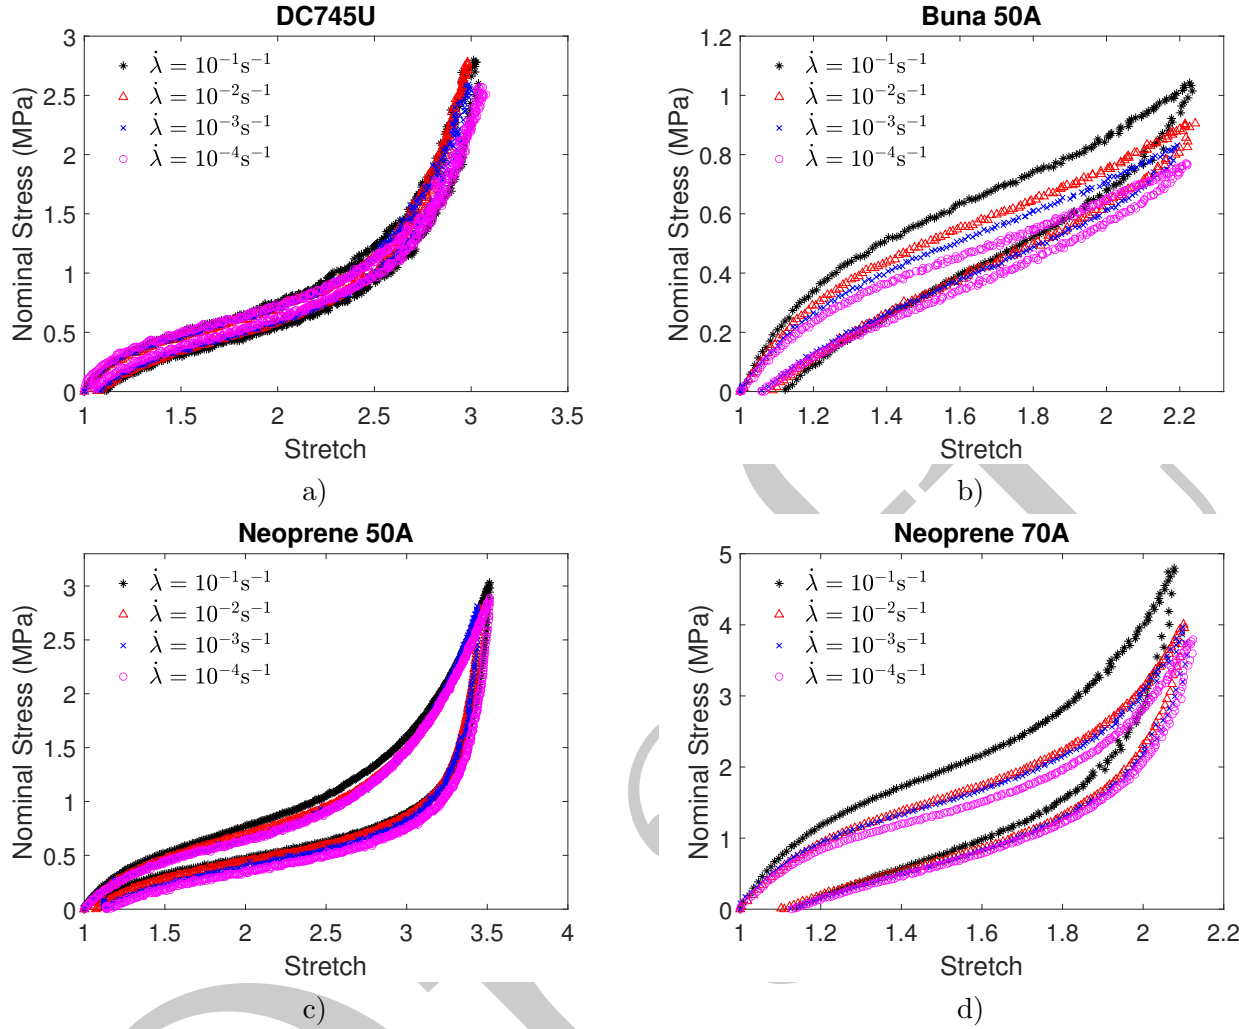 DC745U
Nominal Stress (MPa)
3
2.5
2
1.5
1
0.5
0
λ̇ = 10⁻¹s⁻¹
λ̇ = 10⁻²s⁻¹
λ̇ = 10⁻³s⁻¹
λ̇ = 10⁻⁴s⁻¹
1 1.5 2 2.5 3 3.5
Stretch
a)
Buna 50A
Nominal Stress (MPa)
1.2
1
0.8
0.6
0.4
0.2
0
λ̇ = 10⁻¹s⁻¹
λ̇ = 10⁻²s⁻¹
λ̇ = 10⁻³s⁻¹
λ̇ = 10⁻⁴s⁻¹
1 1.2 1.4 1.6 1.8 2 2.2
Stretch
b)
Neoprene 50A
Nominal Stress (MPa)
3
2.5
2
1.5
1
0.5
0
λ̇ = 10⁻¹s⁻¹
λ̇ = 10⁻²s⁻¹
λ̇ = 10⁻³s⁻¹
λ̇ = 10⁻⁴s⁻¹
1 1.5 2 2.5 3 3.5 4
Stretch
c)
Neoprene 70A
Nominal Stress (MPa)
5
4
3
2
1
0
λ̇ = 10⁻¹s⁻¹
λ̇ = 10⁻²s⁻¹
λ̇ = 10⁻³s⁻¹
λ̇ = 10⁻⁴s⁻¹
1 1.2 1.4 1.6 1.8 2 2.2
Stretch
d)